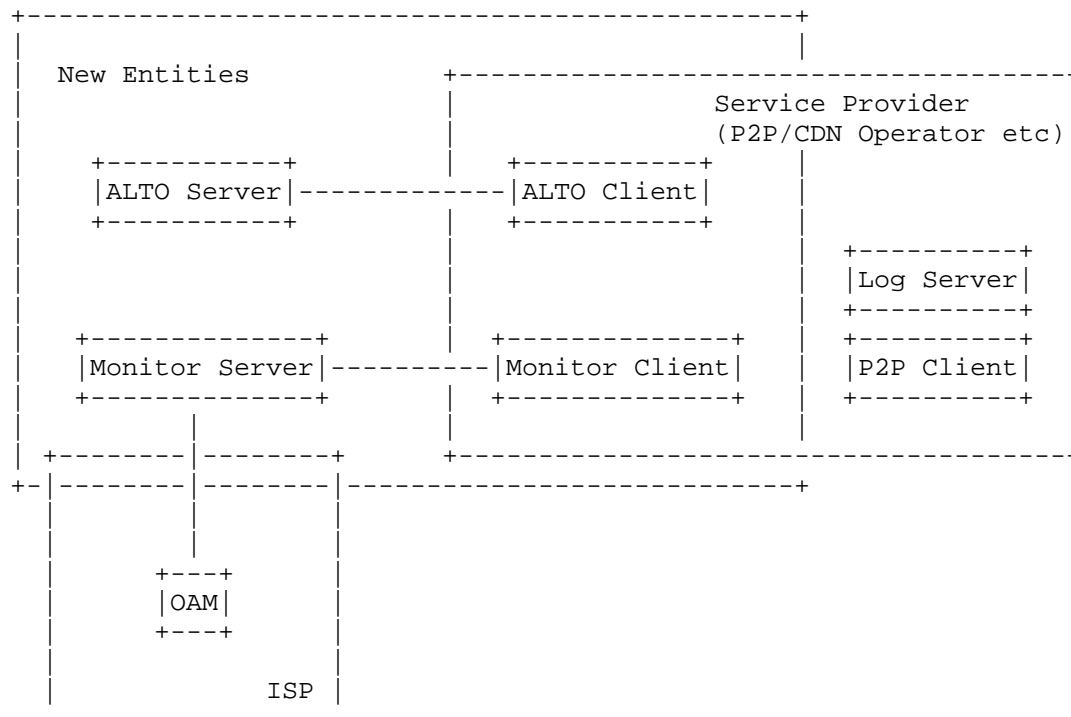 New Entities
Service Provider
(P2P/CDN Operator etc)
ALTO Server
ALTO Client
Log Server
Monitor Server
Monitor Client
P2P Client
OAM
ISP